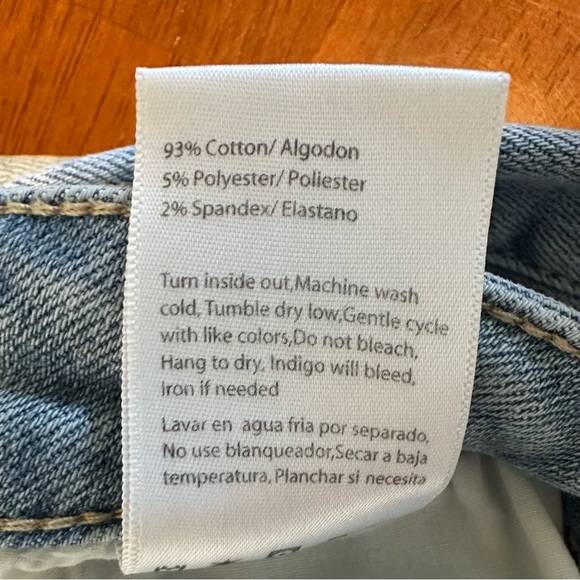 93% Cotton/ Algodon
5% Polyester/ Poliester
2% Spandex/ Elastano
Turn inside out,Machine wash
cold, Tumble dry low,Gentle cycle
with like colors,Do not bleach,
Hang to dry. Indigo will bleed,
Iron if needed
Lavar en agua fria por separado,
No use blanqueador,Secar a baja
temperatura, Planchar si necesita